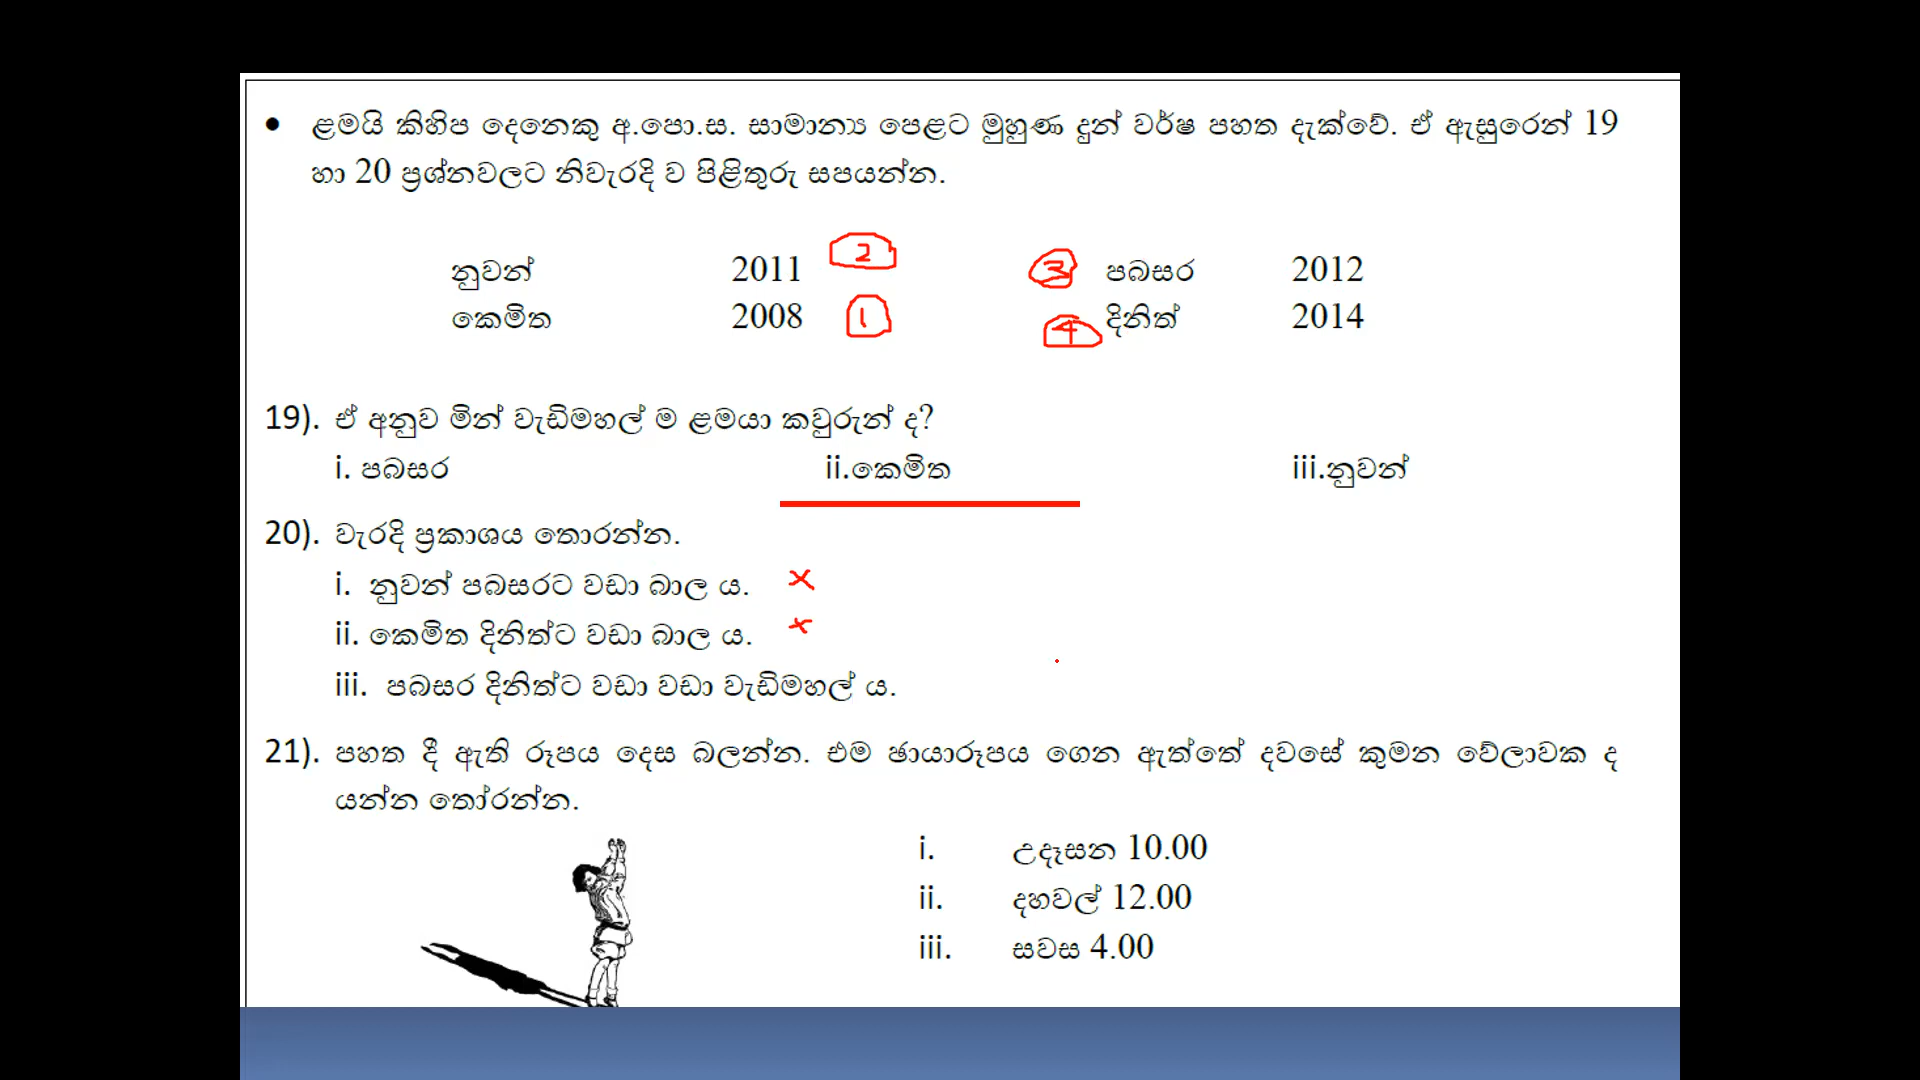 • ළමයි කිහිප දෙනෙකු අ.පො.ස. සාමාන්‍ය පෙළට මුහුණ දුන් වර්ෂ පහත දැක්වේ. ඒ ඇසුරෙන් 19
හා 20 ප්‍රශ්නවලට නිවැරදි ව පිළිතුරු සපයන්න.
නුවන් 2011 2 3 පබසර 2012
කෙමිත 2008 1 4 දිනිත් 2014
19). ඒ අනුව මින් වැඩිමහල් ම ළමයා කවුරුන් ද?
i. පබසර ii.කෙමිත iii.නුවන්
20). වැරදි ප්‍රකාශය තොරන්න.
i. නුවන් පබසරට වඩා බාල ය. x
ii. කෙමිත දිනිත්ට වඩා බාල ය. x
iii. පබසර දිනිත්ට වඩා වඩා වැඩිමහල් ය.
21). පහත දී ඇති රූපය දෙස බලන්න. එම ඡායාරූපය ගෙන ඇත්තේ දවසේ කුමන වේලාවක ද
යන්න තෝරන්න.
i. උදෑසන 10.00
ii. දහවල් 12.00
iii. සවස 4.00